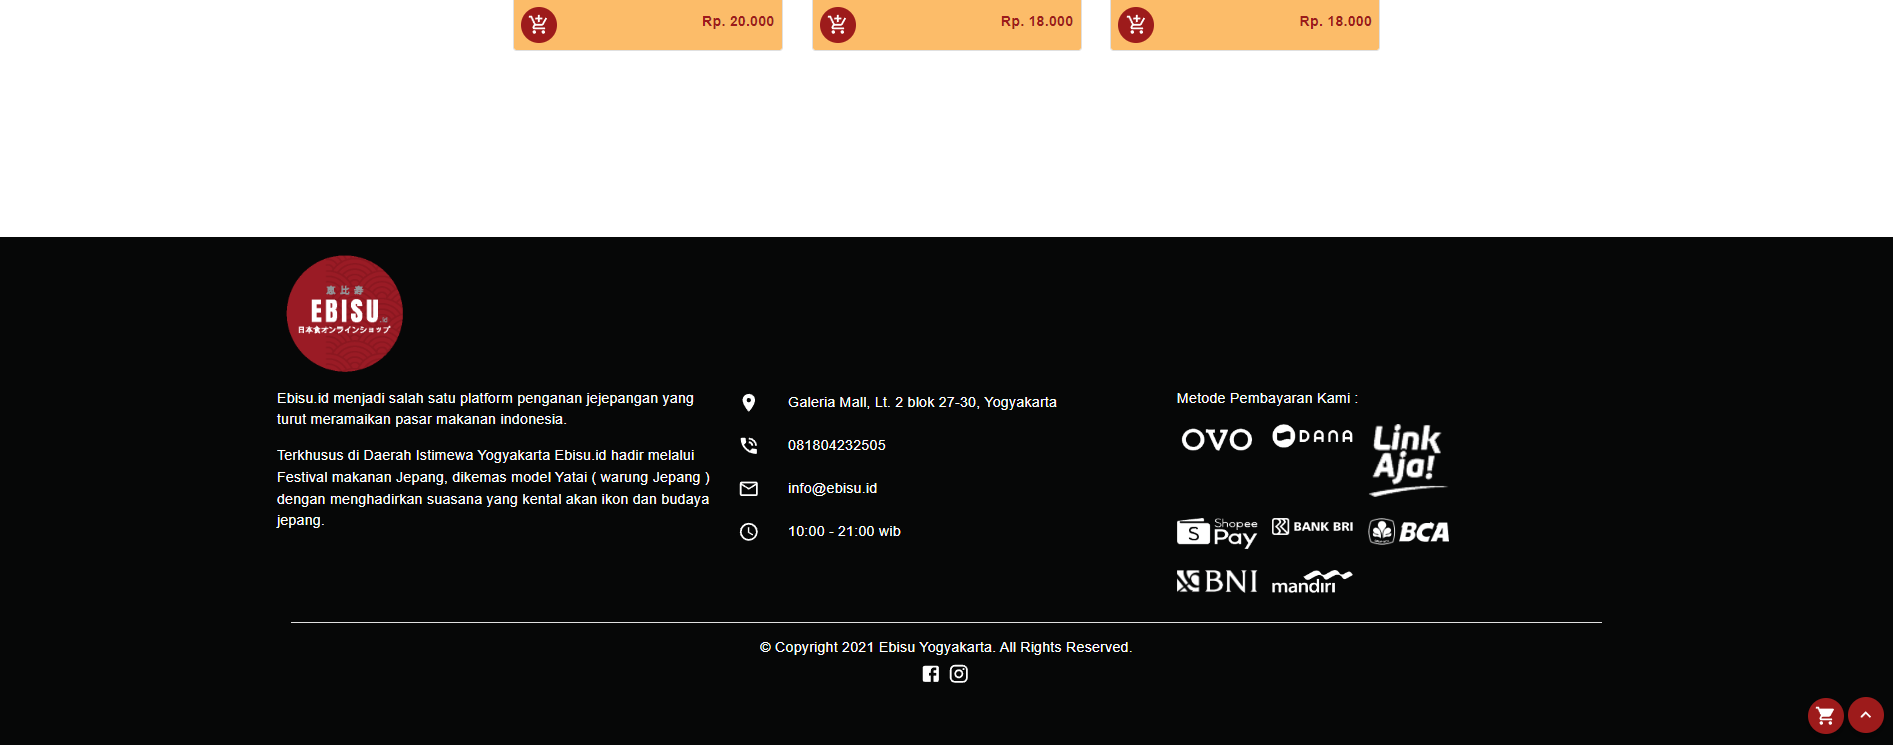 Rp. 20.000
Rp. 18.000
Rp. 18.000
恵比寿
EBISU.id
日本食オンラインショップ
Ebisu.id menjadi salah satu platform penganan jejepangan yang
turut meramaikan pasar makanan indonesia.
Terkhusus di Daerah Istimewa Yogyakarta Ebisu.id hadir melalui
Festival makanan Jepang, dikemas model Yatai ( warung Jepang )
dengan menghadirkan suasana yang kental akan ikon dan budaya
jepang.
Galeria Mall, Lt. 2 blok 27-30, Yogyakarta
081804232505
info@ebisu.id
10:00 - 21:00 wib
Metode Pembayaran Kami :
OVO
DANA
Link
Aja!
S
Shopee
Pay
BANK BRI
BCA
BNI
mandiri
© Copyright 2021 Ebisu Yogyakarta. All Rights Reserved.